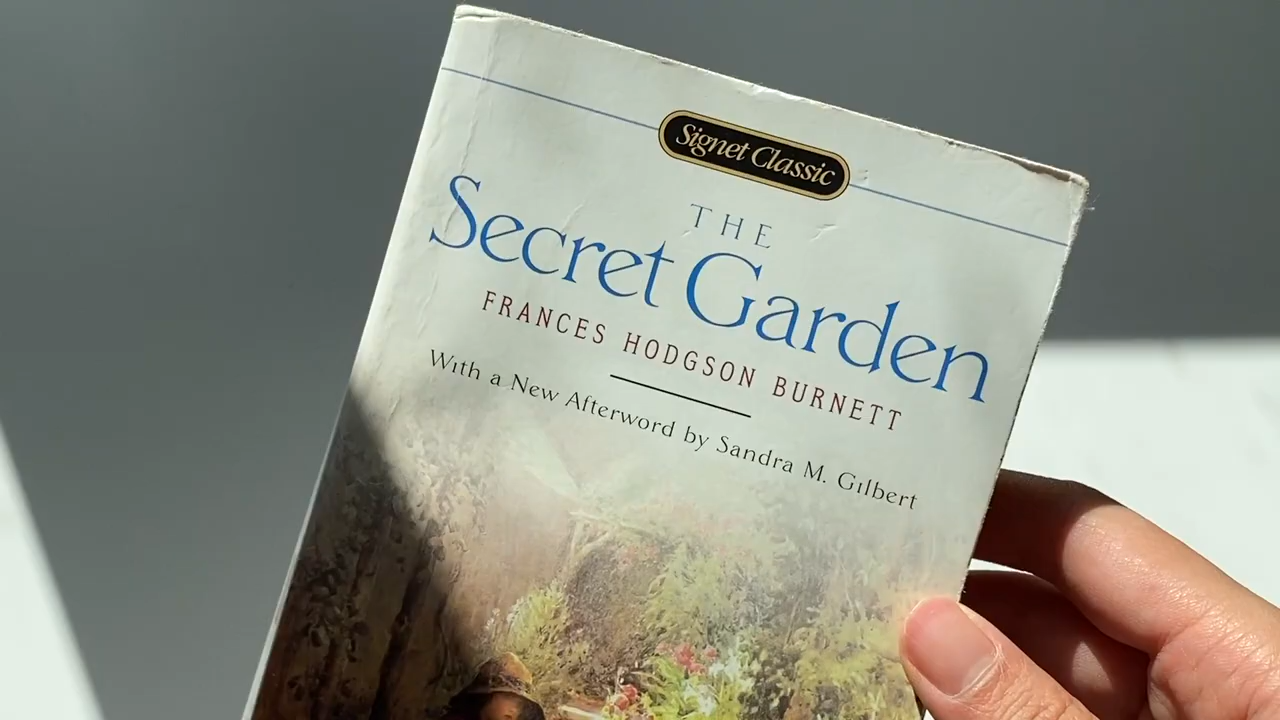 Signet Classic
THE
Secret Garden
FRANCES HODGSON BURNETT
With a New Afterword by Sandra M. Gilbert